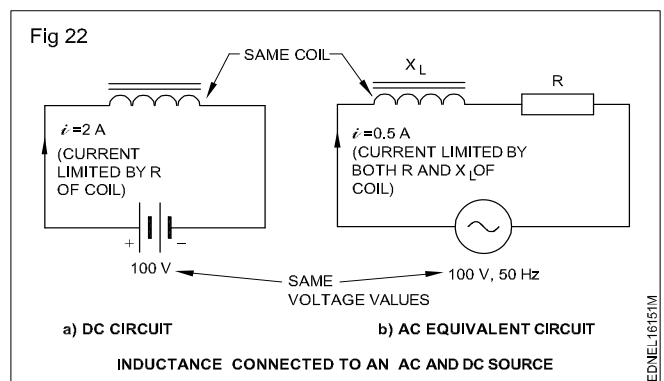 Fig 22
SAME COIL
X_L
R
i=2 A
(CURRENT
LIMITED BY R
OF COIL)
+ −
100 V
i=0.5 A
(CURRENT LIMITED BY
BOTH R AND X_L OF
COIL)
100 V, 50 Hz
SAME
VOLTAGE VALUES
a) DC CIRCUIT
b) AC EQUIVALENT CIRCUIT
INDUCTANCE CONNECTED TO AN AC AND DC SOURCE
EDNEL16151M